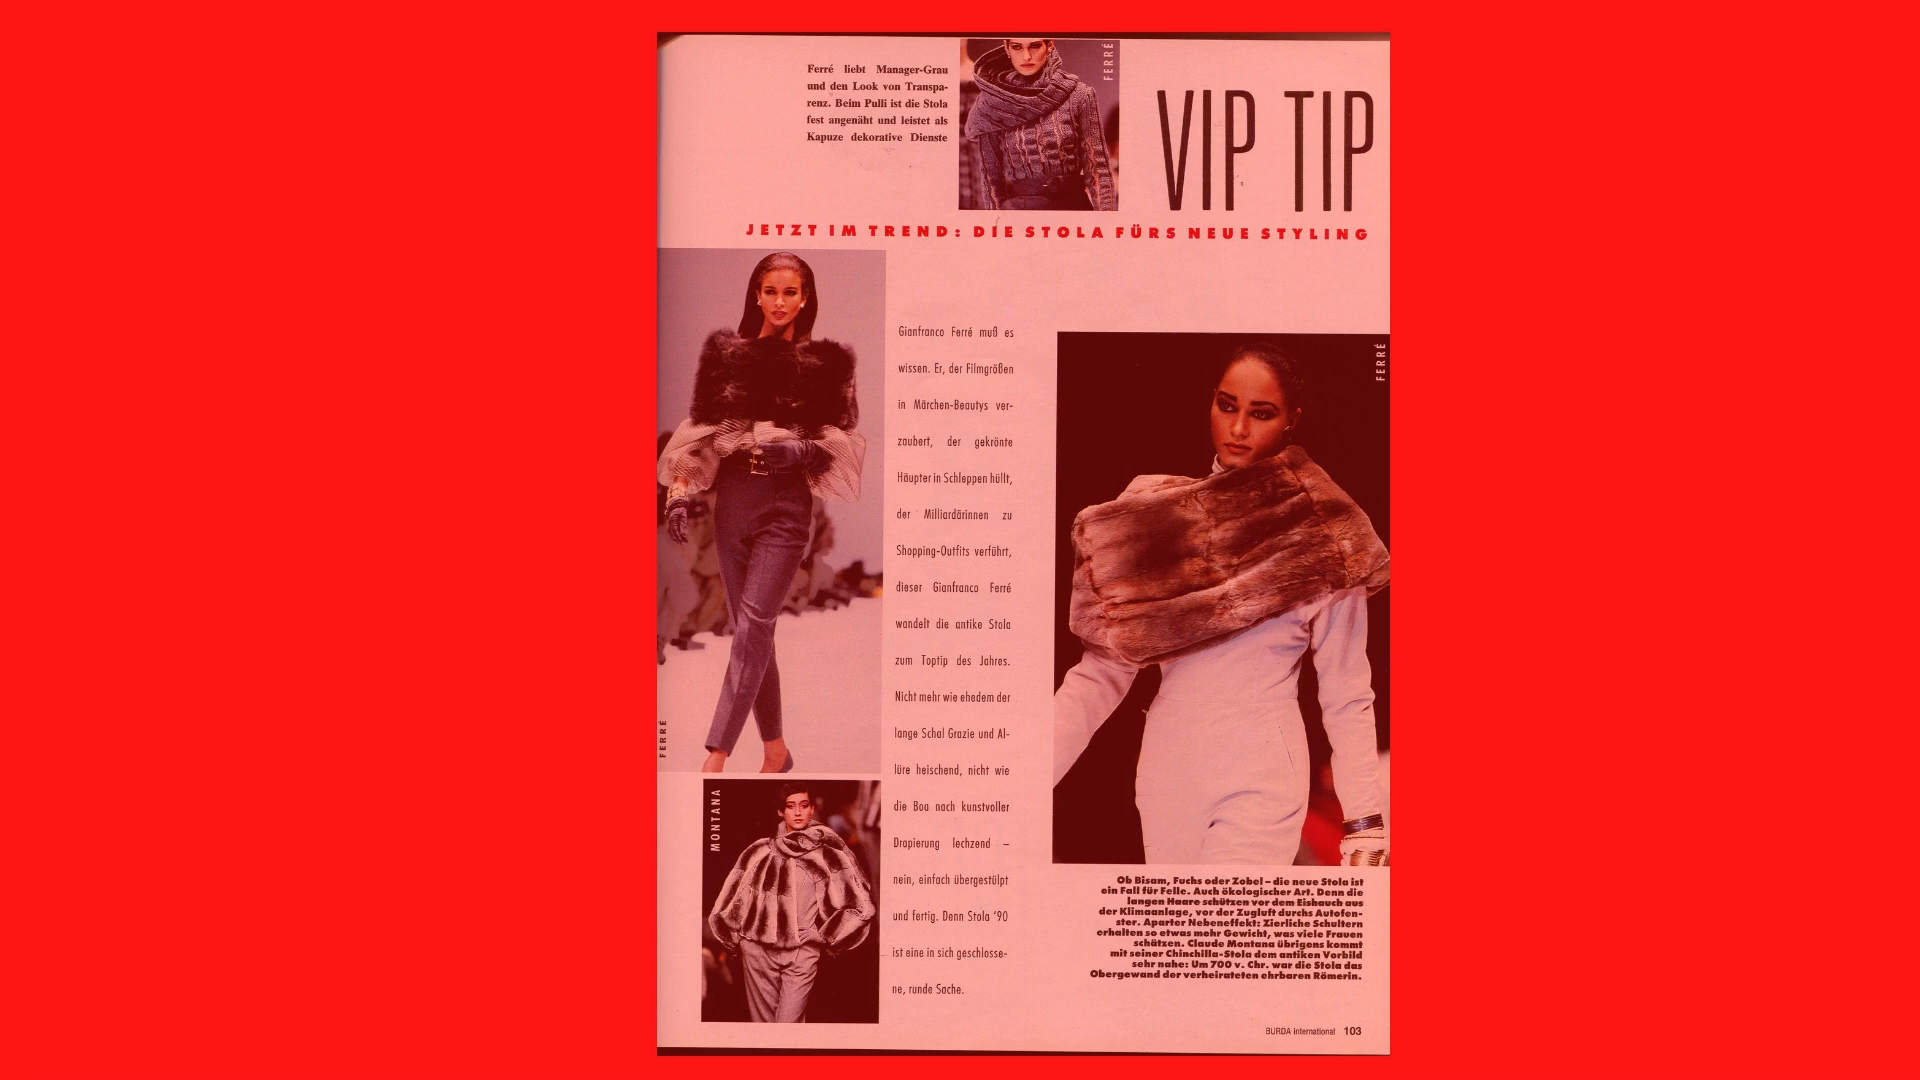 Ferré liebt Manager-Grau
und den Look von Transpa-
renz. Beim Pulli ist die Stola
fest angenäht und leistet als
Kapuze dekorative Dienste
FERRÉ
VIP TIP
JETZT IM TREND: DIE STOLA FÜRS NEUE STYLING
FERRÉ
MONTANA
Gianfranco Ferré muß es
wissen. Er, der Filmgrößen
in Märchen-Beautys ver-
zaubert, der gekrönte
Häupter in Schleppen hüllt,
der Milliardärinnen zu
Shopping-Outfits verführt,
dieser Gianfranco Ferré
wandelt die antike Stola
zum Toptip des Jahres.
Nicht mehr wie ehedem der
lange Schal Grazie und Al-
lüre heischend, nicht wie
die Boa nach kunstvoller
Drapierung lechzend –
nein, einfach übergestülpt
und fertig. Denn Stola '90
ist eine in sich geschlosse-
ne, runde Sache.
FERRÉ
Ob Bisam, Fuchs oder Zobel – die neue Stola ist
ein Fall für Felle. Auch ökologischer Art. Denn die
langen Haare schützen vor dem Eishauch aus
der Klimaanlage, vor der Zugluft durchs Autofen-
ster. Aparter Nebeneffekt: Zierliche Schultern
erhalten so etwas mehr Gewicht, was viele Frauen
schätzen. Claude Montana übrigens kommt
mit seiner Chinchilla-Stola dem antiken Vorbild
sehr nahe: Um 700 v. Chr. war die Stola das
Obergewand der verheirateten ehrbaren Römerin.
BURDA international 103